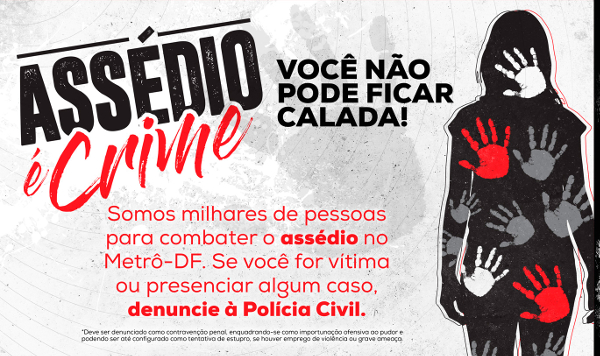 ASSÉDIO
é Crime
VOCÊ NÃO
PODE FICAR
CALADA!
Somos milhares de pessoas
para combater o assédio no
Metrô-DF. Se você for vítima
ou presenciar algum caso,
denuncie à Polícia Civil.
*Deve ser denunciado como contravenção penal, enquadrando-se como importunação ofensiva ao pudor e
podendo ser até configurado como tentativa de estupro, se houver emprego de violência ou grave ameaça.